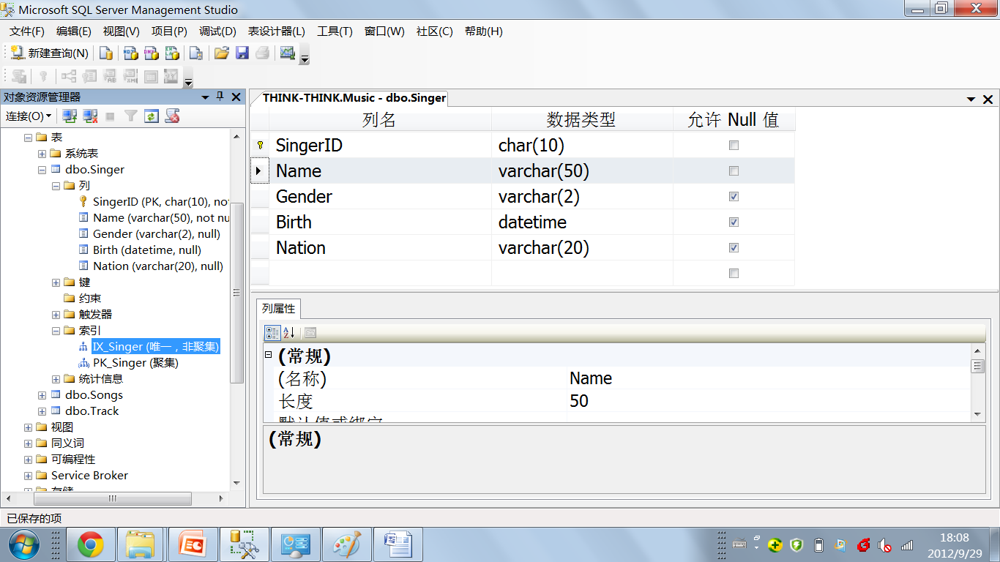 Microsoft SQL Server Management Studio
文件(F) 编辑(E) 视图(V) 项目(P) 调试(D) 表设计器(L) 工具(T) 窗口(W) 社区(C) 帮助(H)
新建查询(N)
对象资源管理器
连接(O)
表
系统表
dbo.Singer
列
SingerID (PK, char(10), no
Name (varchar(50), not nu
Gender (varchar(2), null)
Birth (datetime, null)
Nation (varchar(20), null)
键
约束
触发器
索引
IX_Singer (唯一，非聚集)
PK_Singer (聚集)
统计信息
dbo.Songs
dbo.Track
视图
同义词
可编程性
Service Broker
存储
THINK-THINK.Music - dbo.Singer
列名 数据类型 允许 Null 值
SingerID char(10)
Name varchar(50)
Gender varchar(2)
Birth datetime
Nation varchar(20)
列属性
(常规)
(名称) Name
长度 50
默认值或绑定
(常规)
已保存的项
18:08
2012/9/29